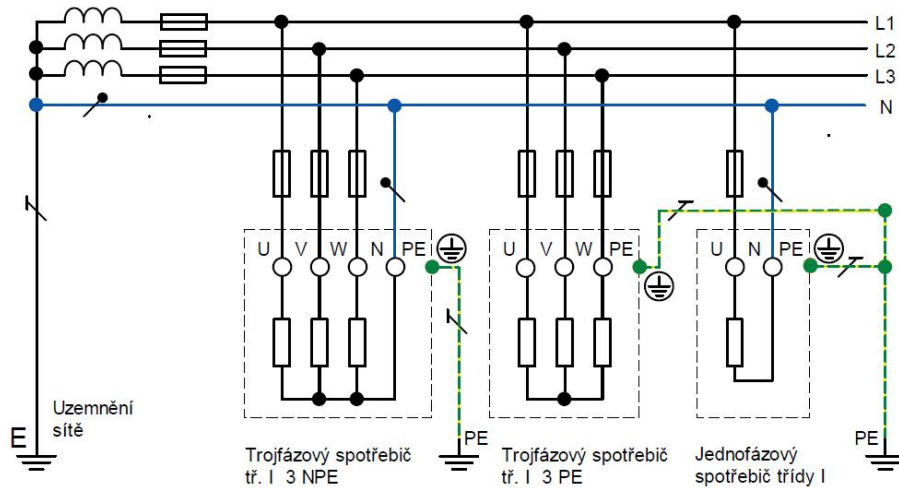 L1
L2
L3
N
U V W N PE
U V W PE
U N PE
Uzemnění
sítě
E
PE
PE
Trojfázový spotřebič
tř. I 3 NPE
Trojfázový spotřebič
tř. I 3 PE
Jednofázový
spotřebič třídy I